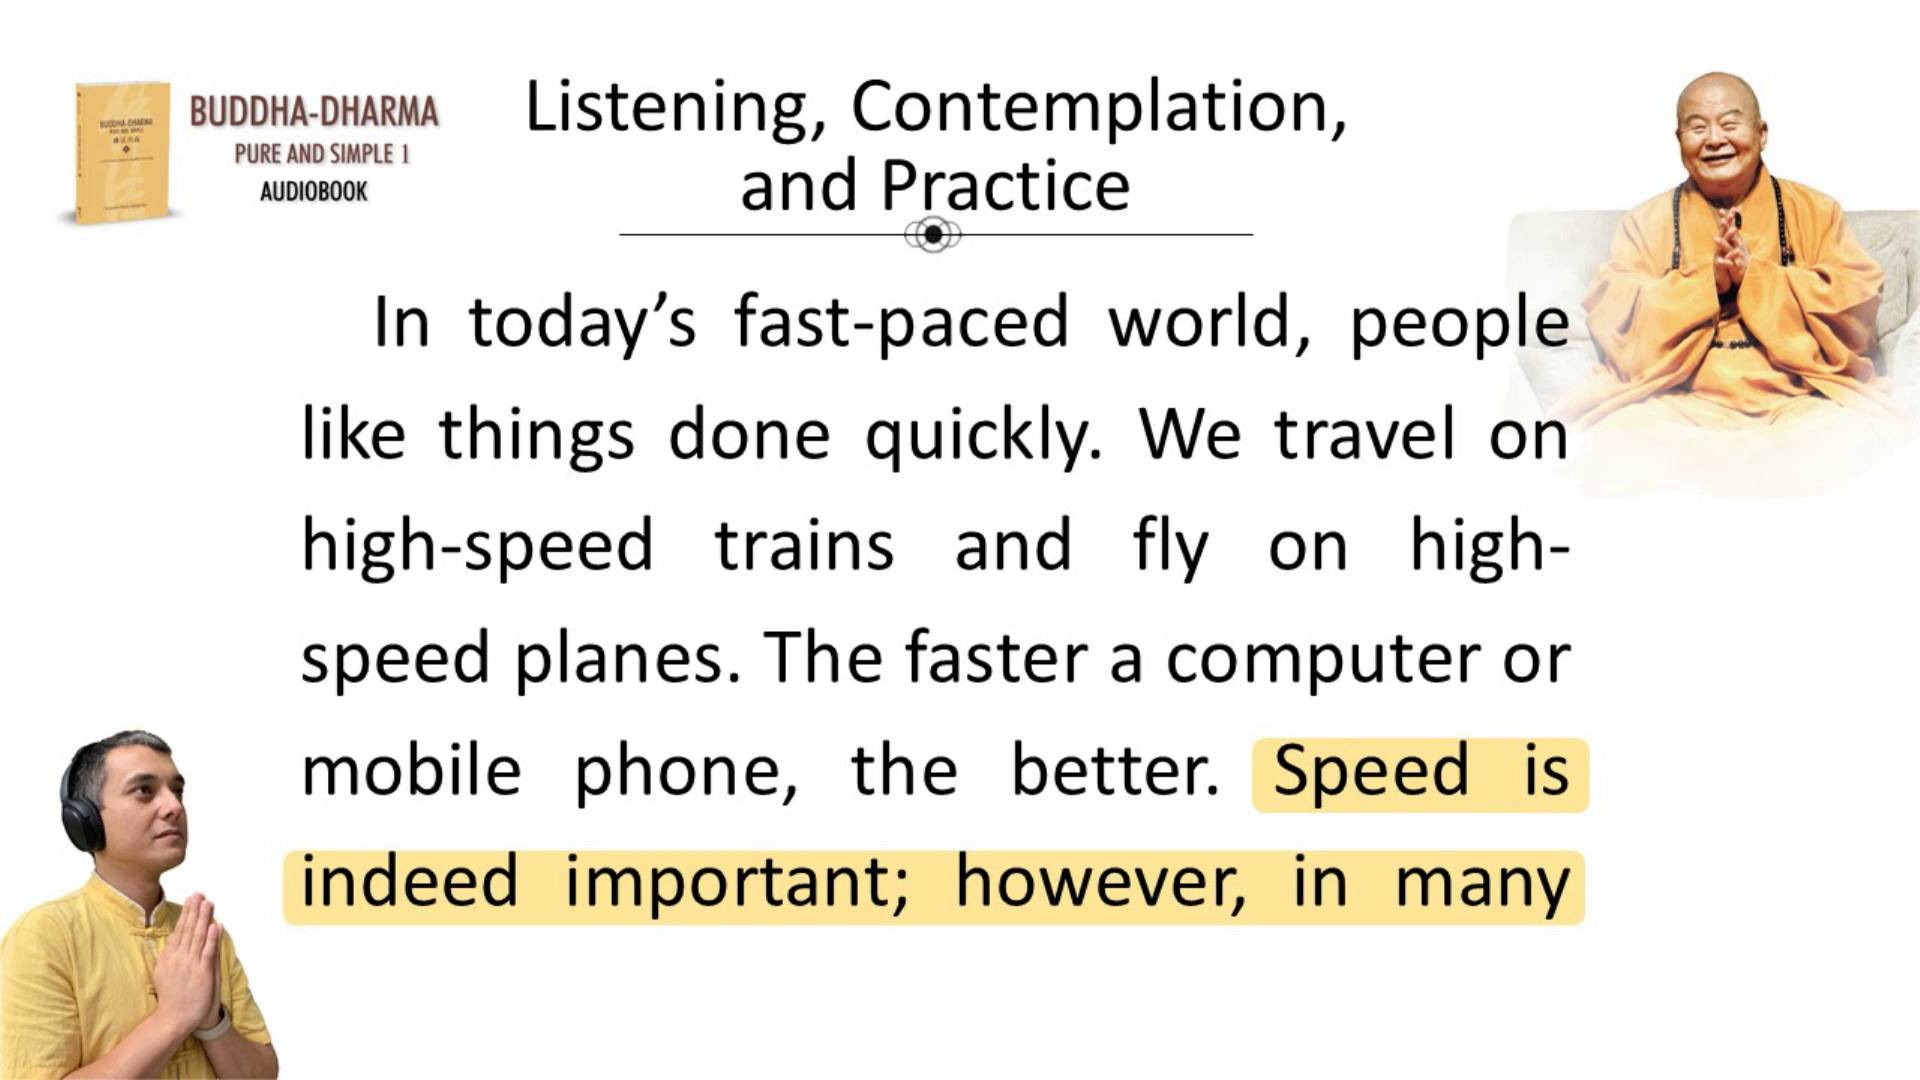 BUDDHA-DHARMA
PURE AND SIMPLE 1
AUDIOBOOK
BUDDHA-DHARMA
Listening, Contemplation,
and Practice
In today’s fast-paced world, people
like things done quickly. We travel on
high-speed trains and fly on high-
speed planes. The faster a computer or
mobile phone, the better. Speed is
indeed important; however, in many